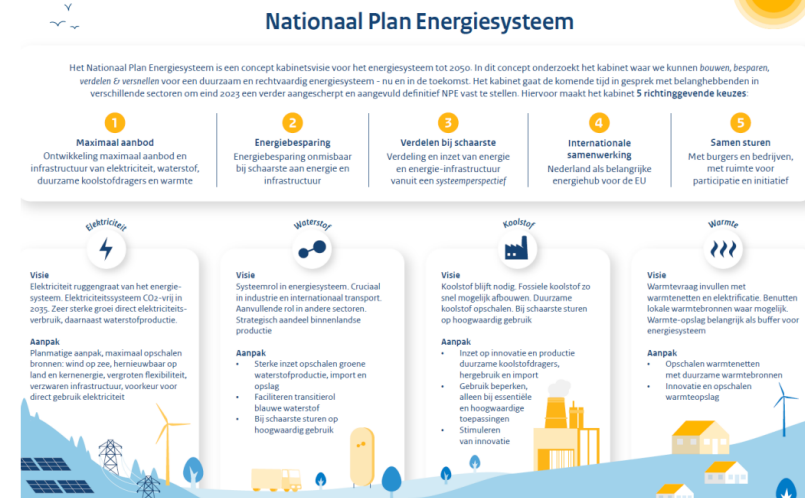 Nationaal Plan Energiesysteem
Het Nationaal Plan Energiesysteem is een concept kabinetsvisie voor het energiesysteem tot 2050. In dit concept onderzoekt het kabinet waar we kunnen bouwen, besparen,
verdelen & versnellen voor een duurzaam en rechtvaardig energiesysteem - nu en in de toekomst. Het kabinet gaat de komende tijd in gesprek met belanghebbenden in
verschillende sectoren om eind 2023 een verder aangescherpt en aangevuld definitief NPE vast te stellen. Hiervoor maakt het kabinet 5 richtinggevende keuzes:
1
Maximaal aanbod
Ontwikkeling maximaal aanbod en
infrastructuur van elektriciteit, waterstof,
duurzame koolstofdragers en warmte
2
Energiebesparing
Energiebesparing onmisbaar
bij schaarste aan energie en
infrastructuur
3
Verdelen bij schaarste
Verdeling en inzet van energie
en energie-infrastructuur
vanuit een systeemperspectief
4
Internationale
samenwerking
Nederland als belangrijke
energiehub voor de EU
5
Samen sturen
Met burgers en bedrijven,
met ruimte voor
participatie en initiatief
Elektriciteit
Visie
Elektriciteit ruggengraat van het energie-
systeem. Elektriciteitssysteem CO2-vrij in
2035. Zeer sterke groei direct elektriciteits-
verbruik, daarnaast waterstofproductie.
Aanpak
Planmatige aanpak, maximaal opschalen
bronnen: wind op zee, hernieuwbaar op
land en kernenergie, vergroten flexibiliteit,
verzwaren infrastructuur, voorkeur voor
direct gebruik elektriciteit
Waterstof
Visie
Systeemrol in energiesysteem. Cruciaal
in industrie en internationaal transport.
Aanvullende rol in andere sectoren.
Strategisch aandeel binnenlandse
productie
Aanpak
• Sterke inzet opschalen groene
waterstofproductie, import en
opslag
• Faciliteren transitierol
blauwe waterstof
• Bij schaarste sturen op
hoogwaardig gebruik
Koolstof
Visie
Koolstof blijft nodig. Fossiele koolstof zo
snel mogelijk afbouwen. Duurzame
koolstof opschalen. Bij schaarste sturen
op hoogwaardig gebruik
Aanpak
• Inzet op innovatie en productie
duurzame koolstofdragers,
hergebruik en import
• Gebruik beperken,
alleen bij essentiële
en hoogwaardige
toepassingen
• Stimuleren
van innovatie
Warmte
Visie
Warmtevraag invullen met
warmtenetten en elektrificatie. Benutten
lokale warmtebronnen waar mogelijk.
Warmte-opslag belangrijk als buffer voor
energiesysteem
Aanpak
• Opschalen warmtenetten
met duurzame warmtebronnen
• Innovatie en opschalen
warmteopslag